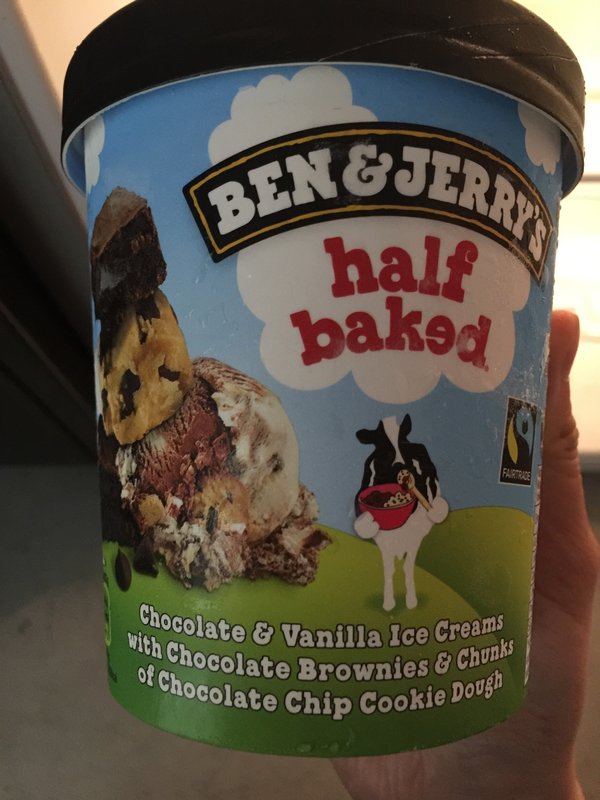 BEN & JERRY'S
half
baked
FAIRTRADE
Chocolate & Vanilla Ice Creams
with Chocolate Brownies & Chunks
of Chocolate Chip Cookie Dough